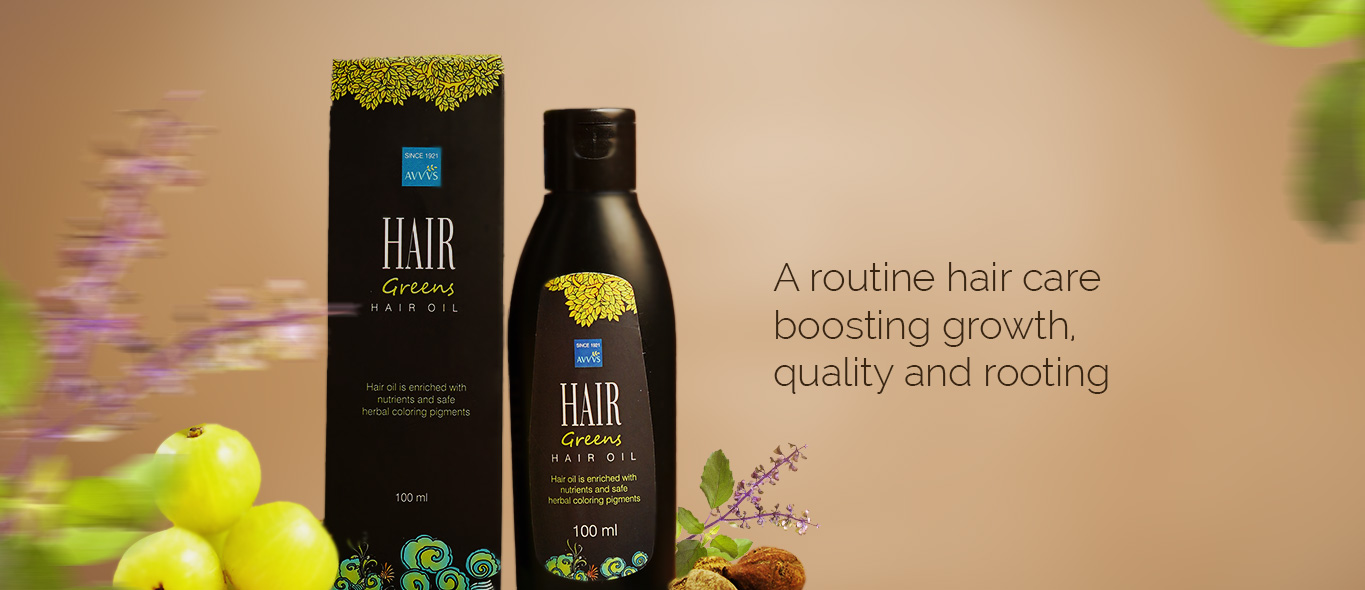 SINCE 1921
AVVVS
HAIR
Greens
HAIR OIL
Hair oil is enriched with
nutrients and safe
herbal coloring pigments
100 ml
SINCE 1921
AVVVS
HAIR
Greens
HAIR OIL
Hair oil is enriched with
nutrients and safe
herbal coloring pigments
100 ml
A routine hair care
boosting growth,
quality and rooting